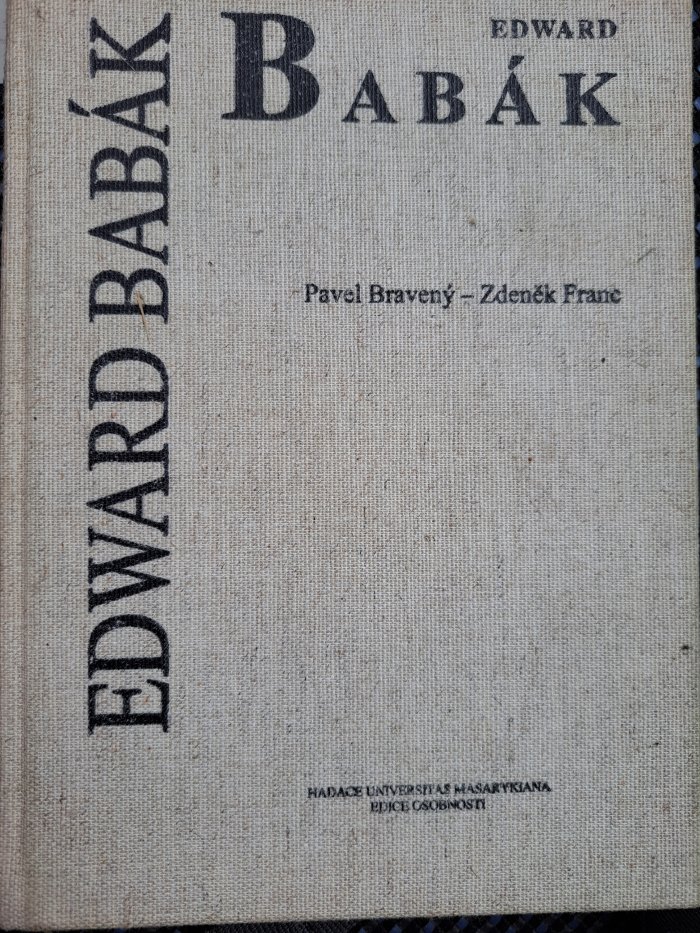 EDWARD BABÁK
EDWARD
BABÁK
Pavel Bravený – Zdeněk Franc
NADACE UNIVERSITAS MASARYKIANA
EDICE OSOBNOSTI